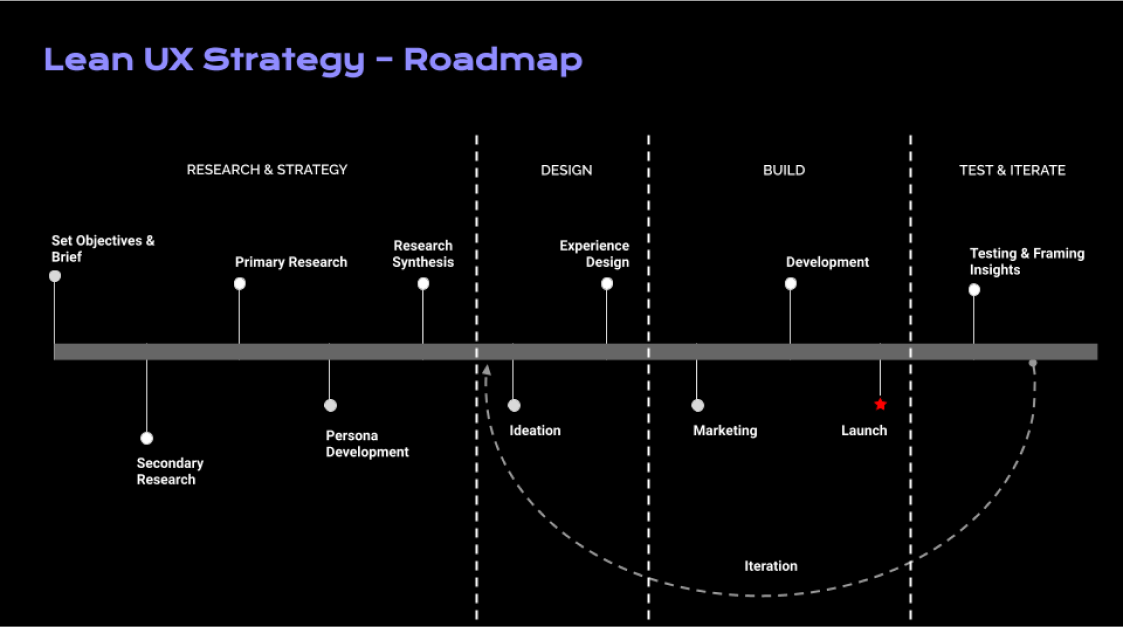 Lean UX Strategy – Roadmap
RESEARCH & STRATEGY
DESIGN
BUILD
TEST & ITERATE
Set Objectives &
Brief
Primary Research
Research
Synthesis
Experience
Design
Development
Testing & Framing
Insights
Secondary
Research
Persona
Development
Ideation
Marketing
Launch
Iteration